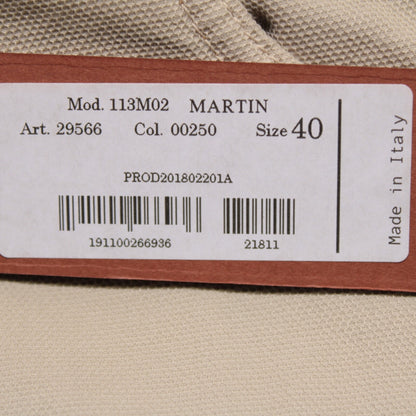 Mod. 113M02 MARTIN
Art. 29566 Col. 00250 Size 40
PROD201802201A
191100266936 21811
Made in Italy